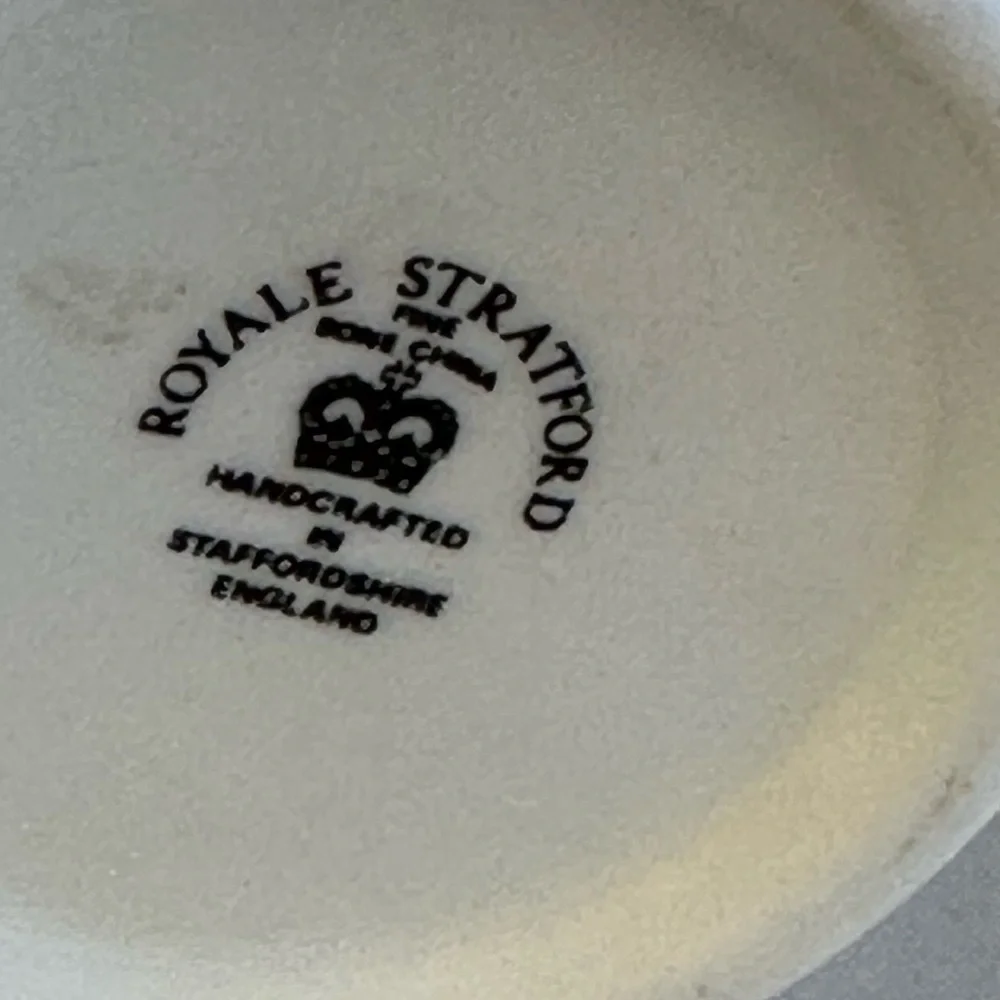 ROYALE STRATFORD
FINE
BONE CHINA
HANDCRAFTED
IN
STAFFORDSHIRE
ENGLAND